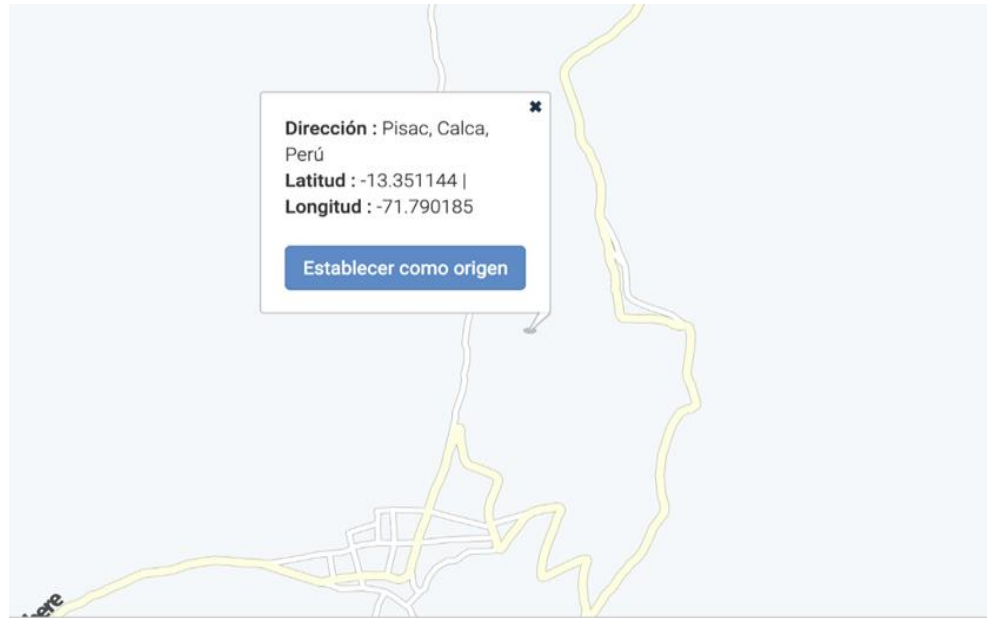 Dirección : Pisac, Calca,
Perú
Latitud : -13.351144 |
Longitud : -71.790185
Establecer como origen